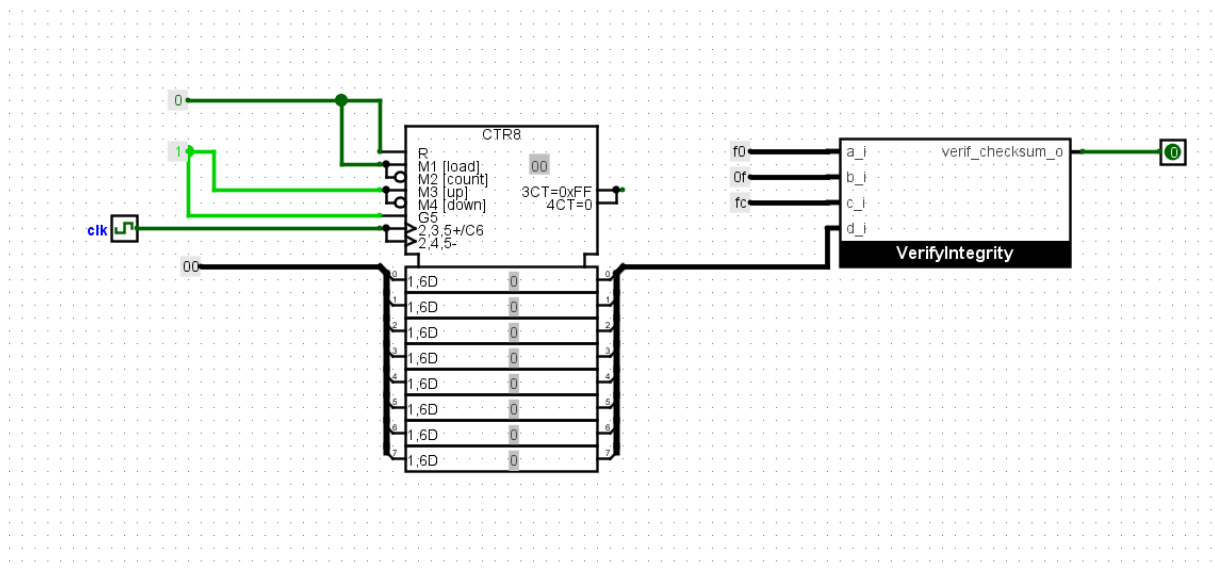 0
CTR8
R
1
M1 [load]
00
M2 [count]
M3 [up]
3CT=0xFF
M4 [down]
4CT=0
G5
clk
2,3,5+/C6
2,4,5-
00
0
1,6D
0
0
1
1,6D
0
1
2
1,6D
0
2
3
1,6D
0
3
4
1,6D
0
4
5
1,6D
0
5
6
1,6D
0
6
7
1,6D
0
7
f0
a_i
verif_checksum_o
0
0f
b_i
fc
c_i
d_i
VerifyIntegrity